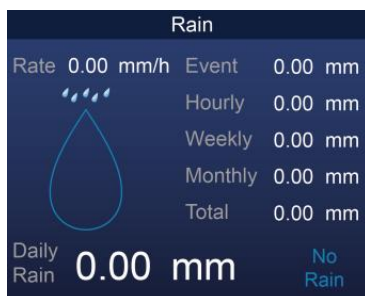 Rain
Rate 0.00 mm/h
Event 0.00 mm
Hourly 0.00 mm
Weekly 0.00 mm
Monthly 0.00 mm
Total 0.00 mm
Daily
Rain
0.00 mm
No
Rain